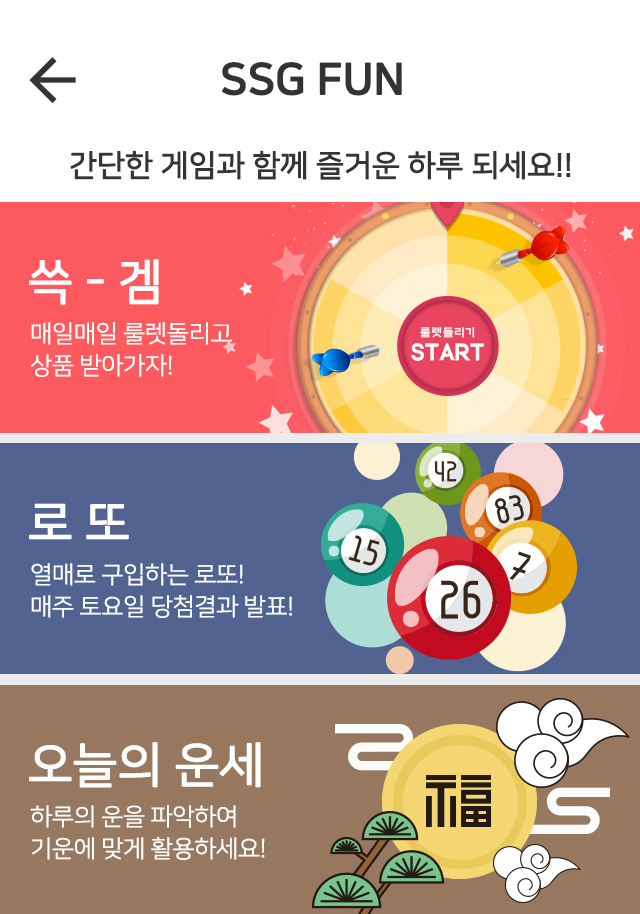 SSG FUN
간단한 게임과 함께 즐거운 하루 되세요!!
쓱 - 겜
매일매일 룰렛돌리고
상품 받아가자!
룰렛돌리기
START
로 또
열매로 구입하는 로또!
매주 토요일 당첨결과 발표!
42
83
15
7
26
오늘의 운세
하루의 운을 파악하여
기운에 맞게 활용하세요!
福